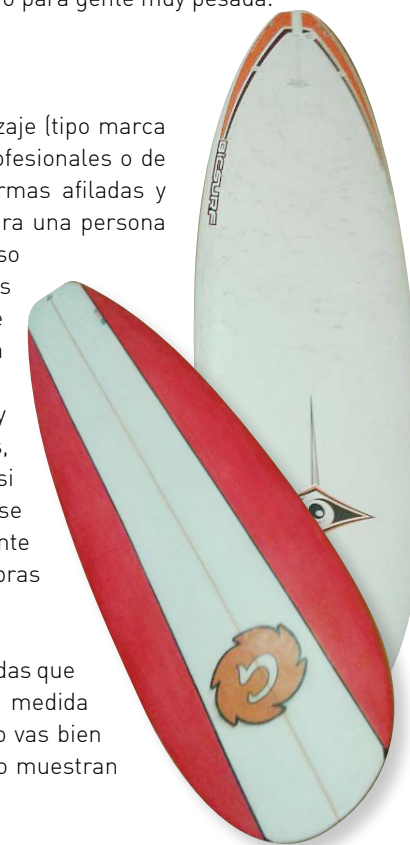 o para gente muy pesada.
zaje (tipo marca
ofesionales o de
rmas afiladas y
ra una persona
so
s
e
a
y
s,
si
se
nte
bras
das que
medida
o vas bien
o muestran
BICSURF